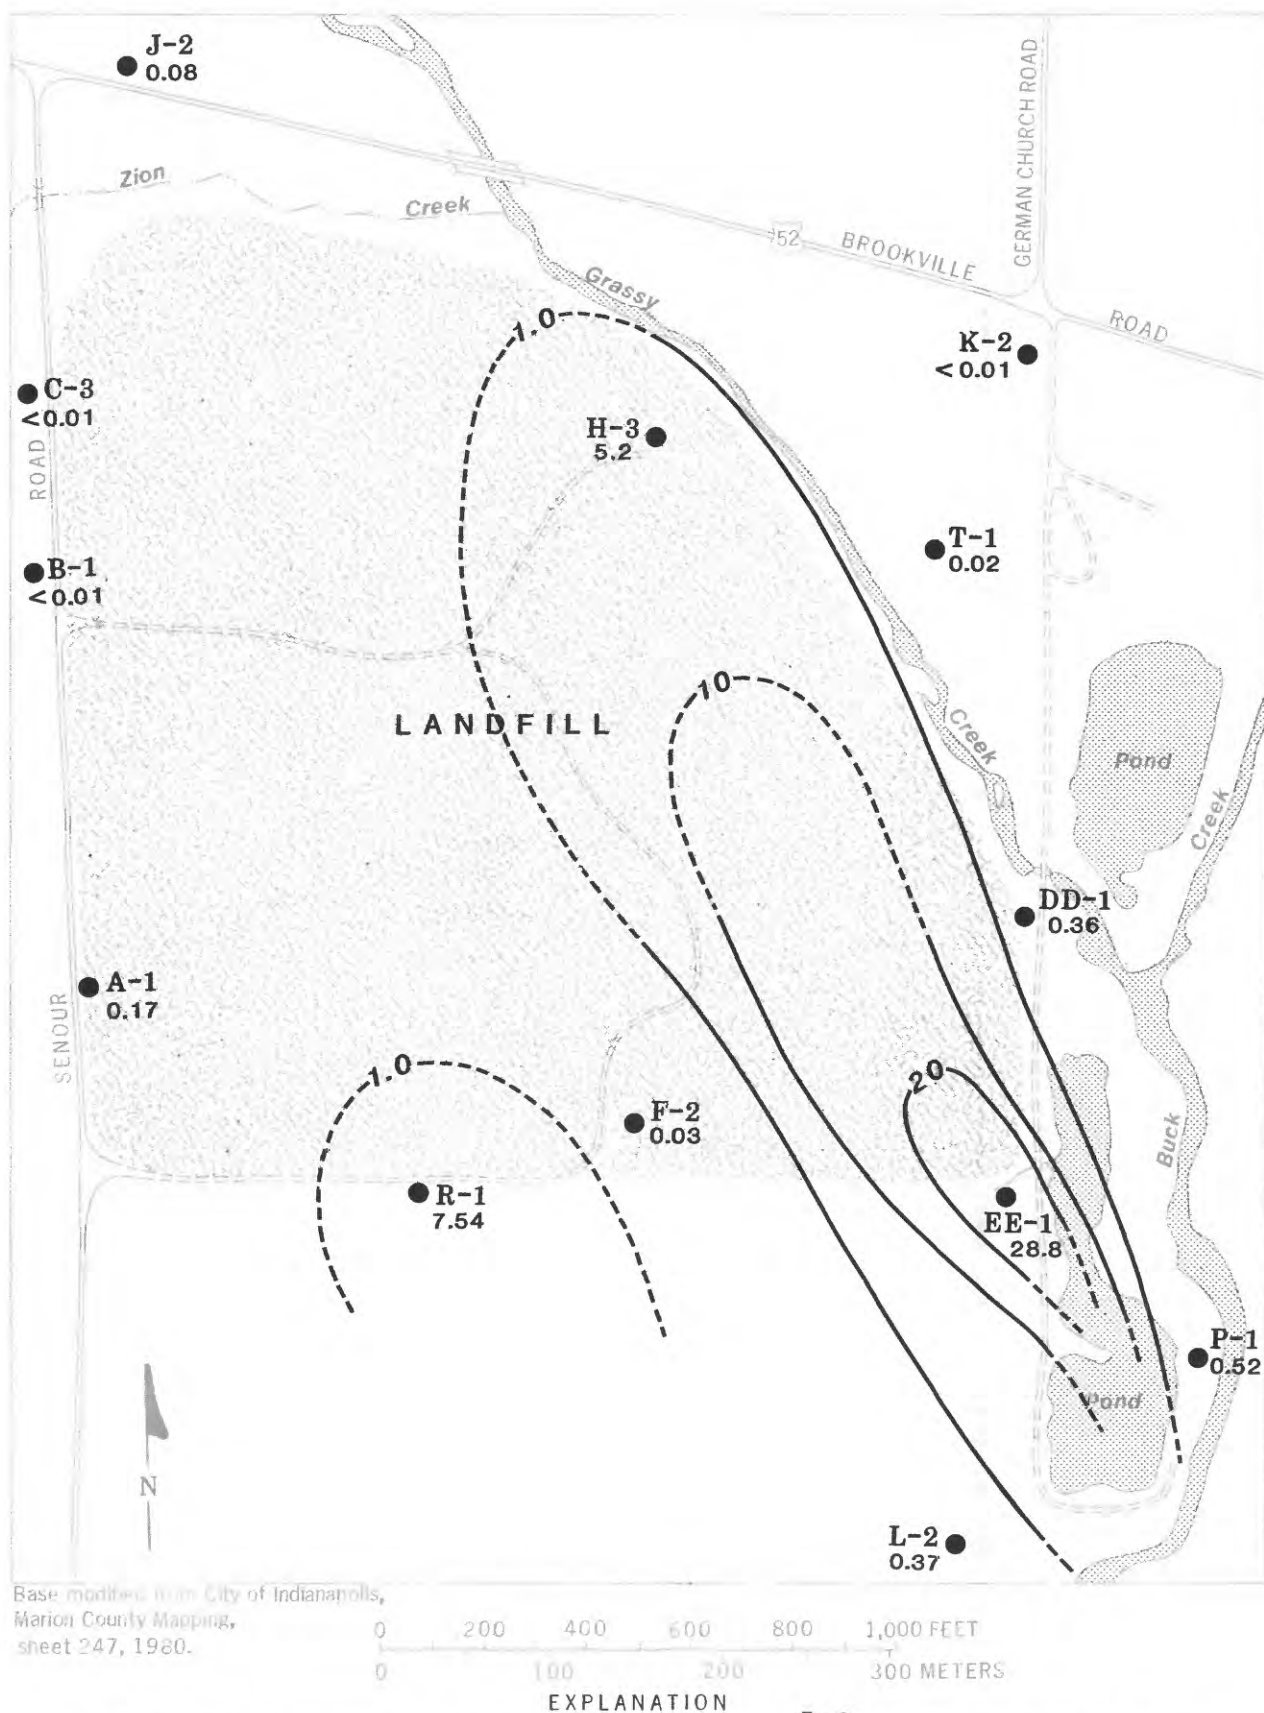 J-2
0.08
GERMAN CHURCH ROAD
Zion
Creek
52
BROOKVILLE
ROAD
Grassy
1.0
K-2
<0.01
C-3
<0.01
H-3
5.2
ROAD
T-1
0.02
B-1
<0.01
10
LANDFILL
Creek
Pond
Creek
DD-1
0.36
A-1
0.17
SENOUR
1.0
20
F-2
0.03
Buck
R-1
7.54
EE-1
28.8
P-1
0.52
Pond
N
L-2
0.37
Base modified from City of Indianapolis,
Marion County Mapping,
sheet 247, 1980.
0 200 400 600 800 1,000 FEET
0 100 200 300 METERS
EXPLANATION